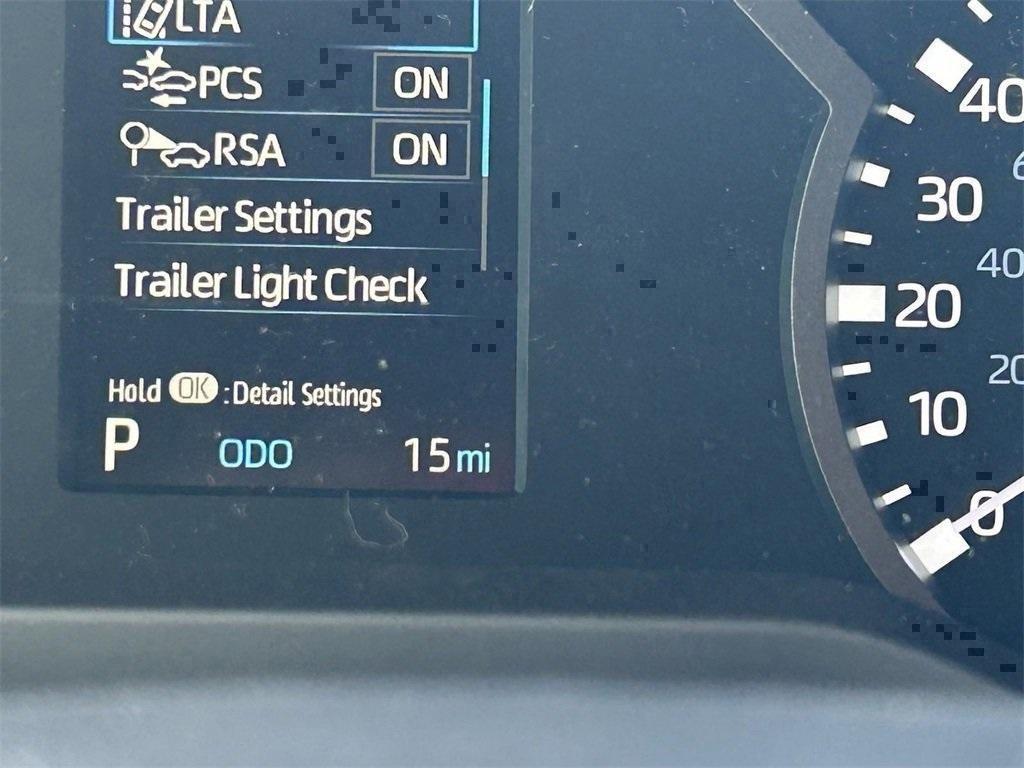 LTA
PCS ON
RSA ON
Trailer Settings
Trailer Light Check
Hold OK :Detail Settings
P ODO 15 mi
40
30
40
20
20
10
0